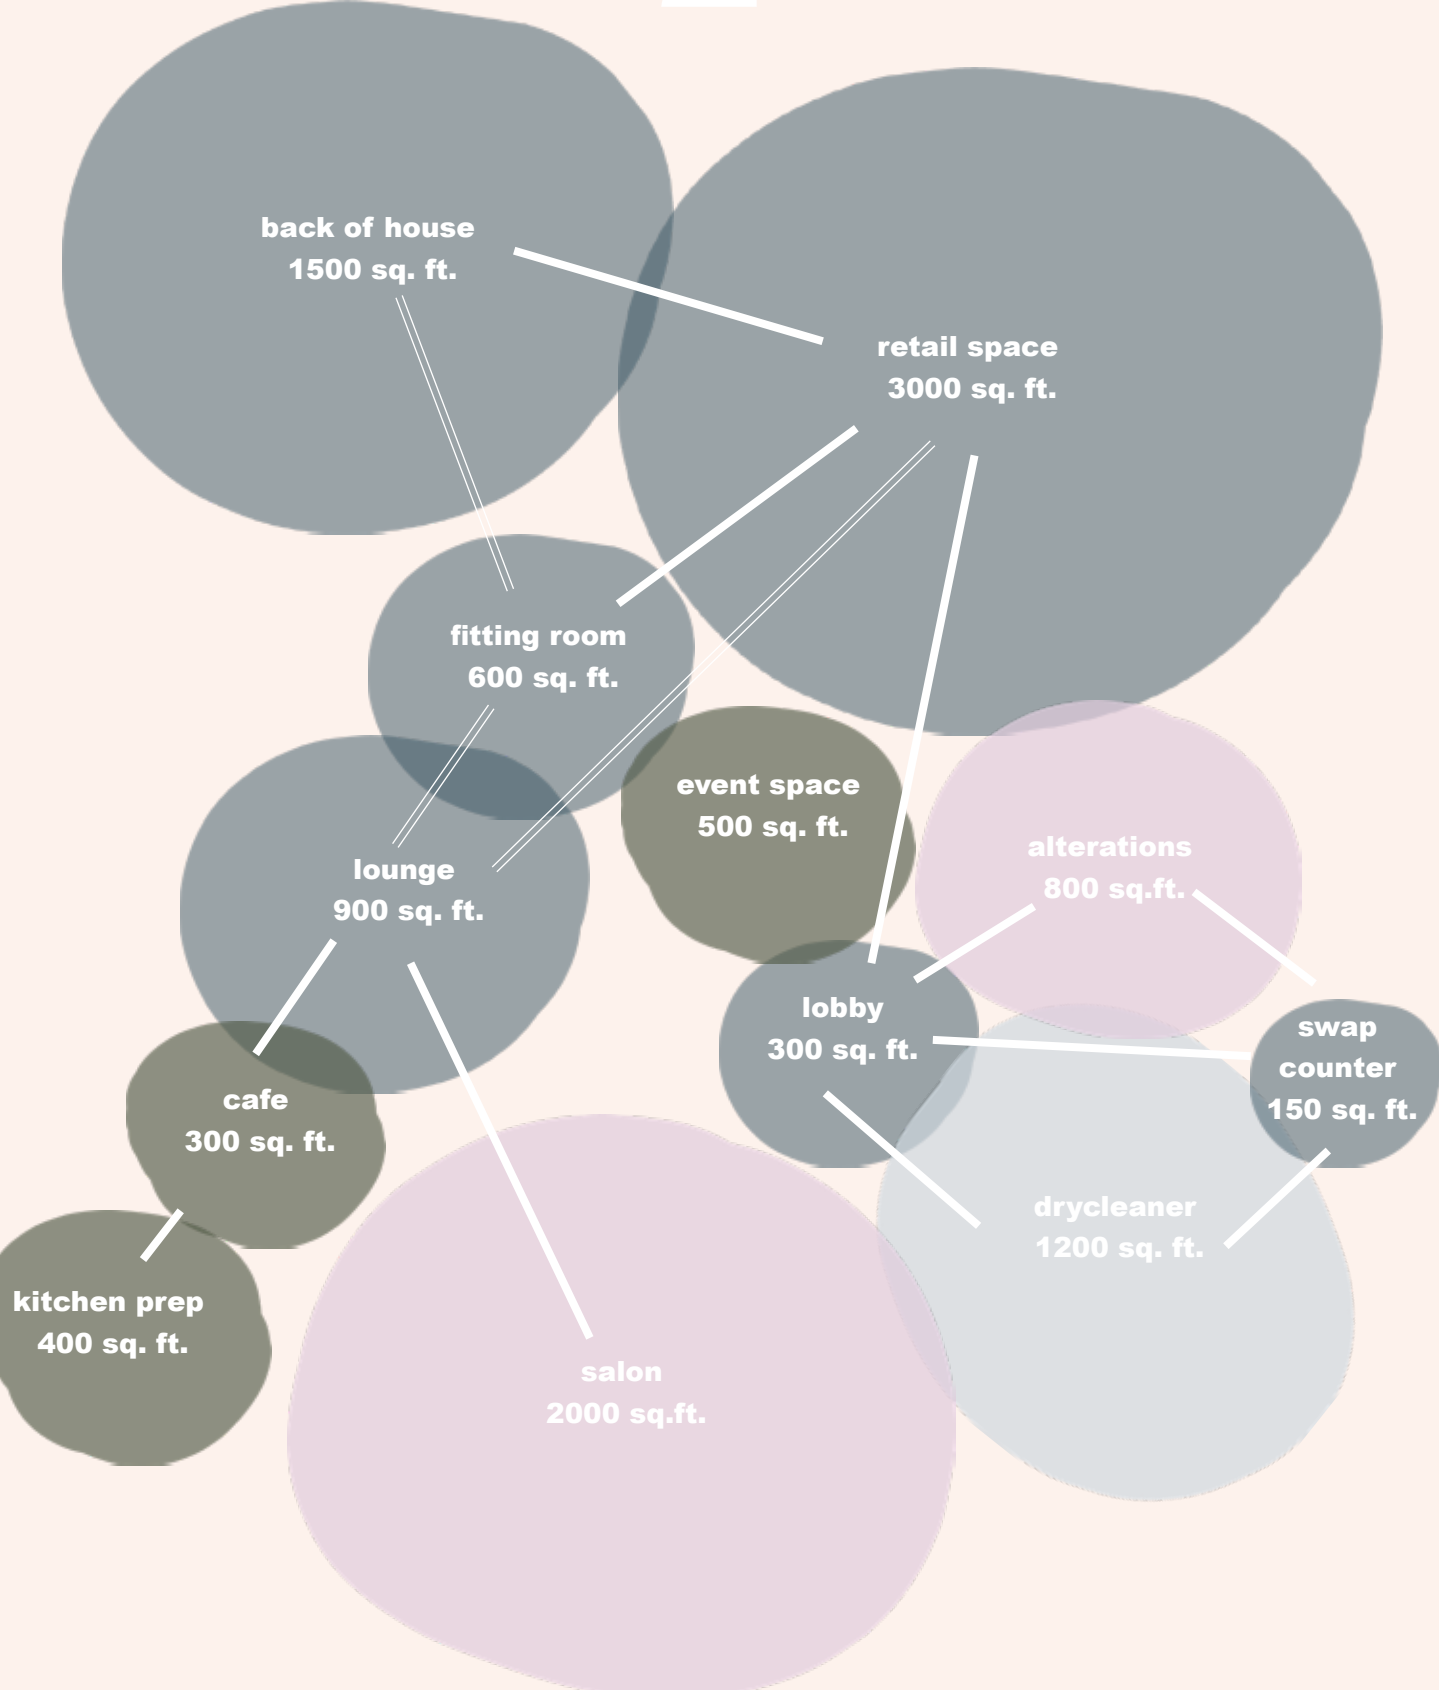 back of house
1500 sq. ft.
retail space
3000 sq. ft.
fitting room
600 sq. ft.
event space
500 sq. ft.
alterations
800 sq.ft.
lounge
900 sq. ft.
lobby
300 sq. ft.
swap
counter
150 sq. ft.
cafe
300 sq. ft.
drycleaner
1200 sq. ft.
kitchen prep
400 sq. ft.
salon
2000 sq.ft.